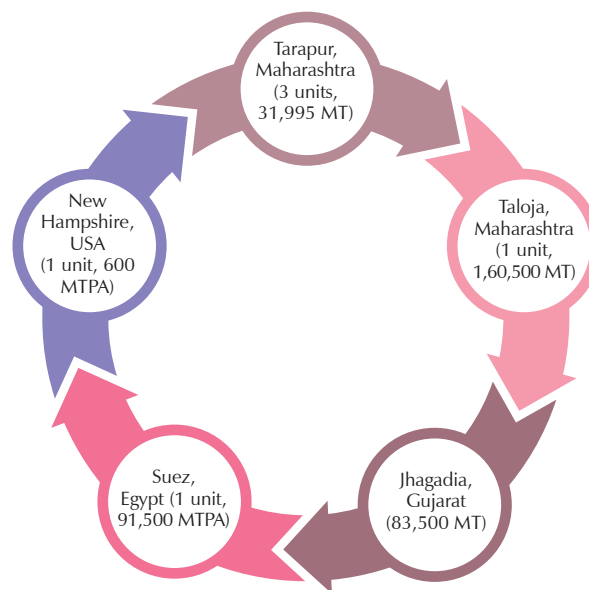 Tarapur,
Maharashtra
(3 units,
31,995 MT)
Taloja,
Maharashtra
(1 unit,
1,60,500 MT)
Jhagadia,
Gujarat
(83,500 MT)
Suez,
Egypt (1 unit,
91,500 MTPA)
New
Hampshire,
USA
(1 unit, 600
MTPA)